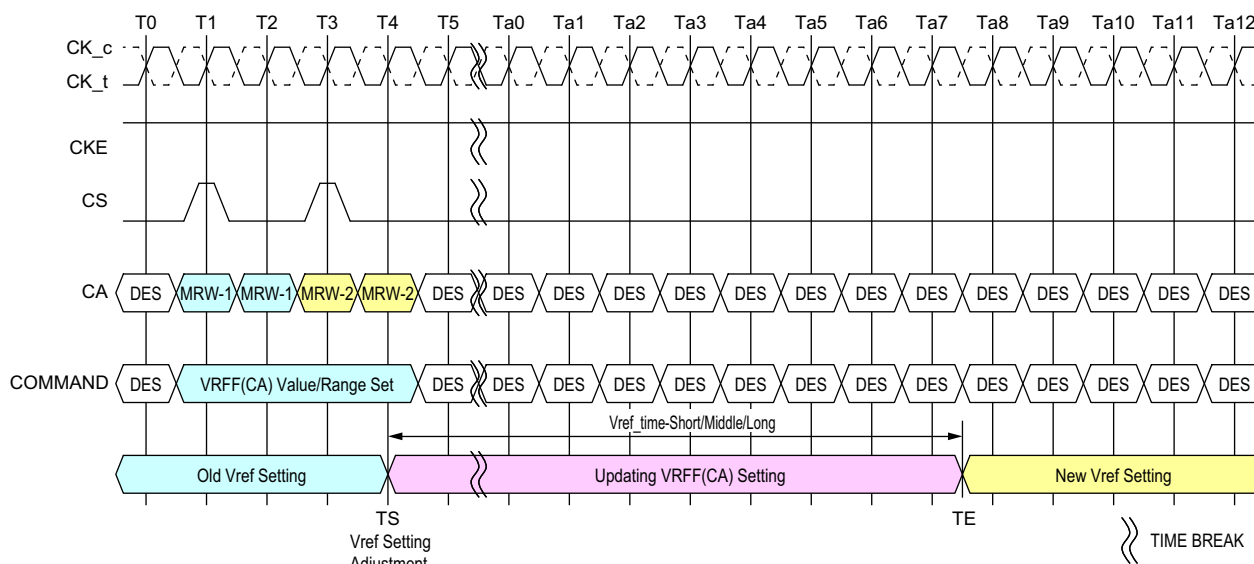 T0 T1 T2 T3 T4 T5 Ta0 Ta1 Ta2 Ta3 Ta4 Ta5 Ta6 Ta7 Ta8 Ta9 Ta10 Ta11 Ta12
CK_c
CK_t
CKE
CS
CA DES MRW-1 MRW-1 MRW-2 MRW-2 DES DES DES DES DES DES DES DES DES DES DES DES DES DES
COMMAND DES VRFF(CA) Value/Range Set DES DES DES DES DES DES DES DES DES DES DES DES DES DES
Vref_time-Short/Middle/Long
Old Vref Setting Updating VRFF(CA) Setting New Vref Setting
TS TE
Vref Setting
Adjustment
TIME BREAK